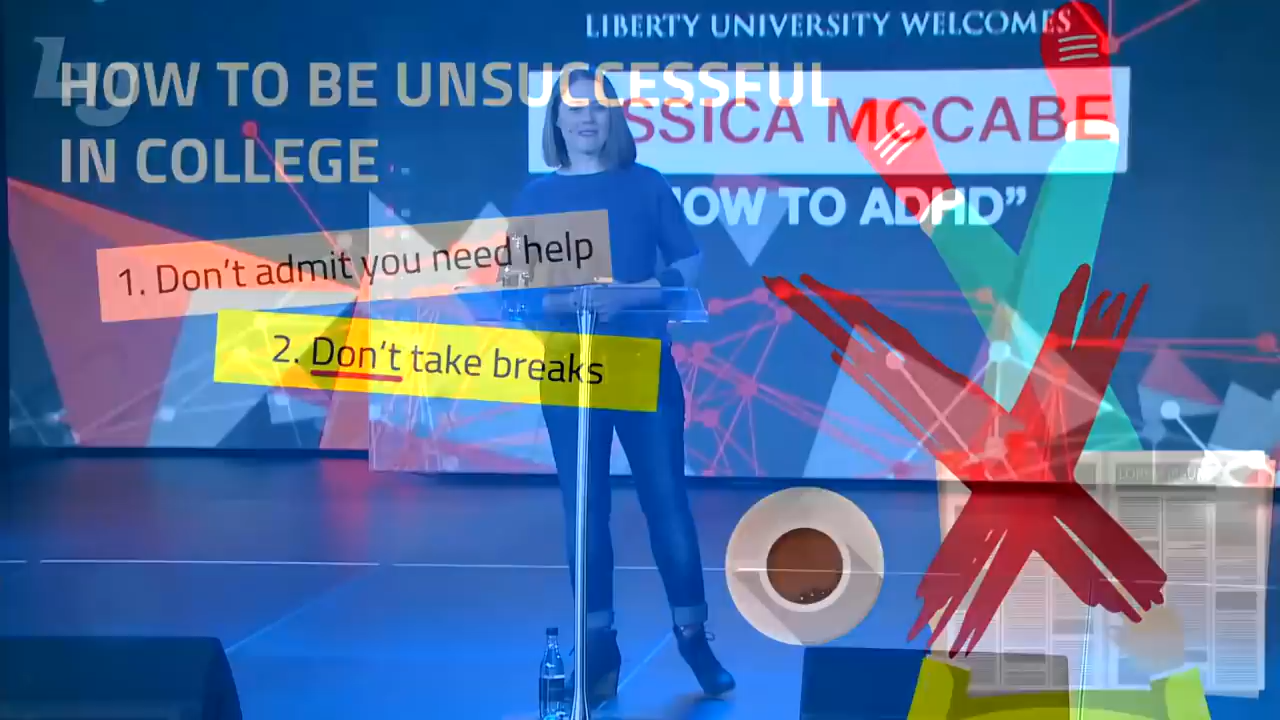 LIBERTY UNIVERSITY WELCOMES
HOW TO BE UNSUCCESSFUL
IN COLLEGE
SSICA MCCABE
OW TO ADHD”
1. Don’t admit you need help
2. Don’t take breaks